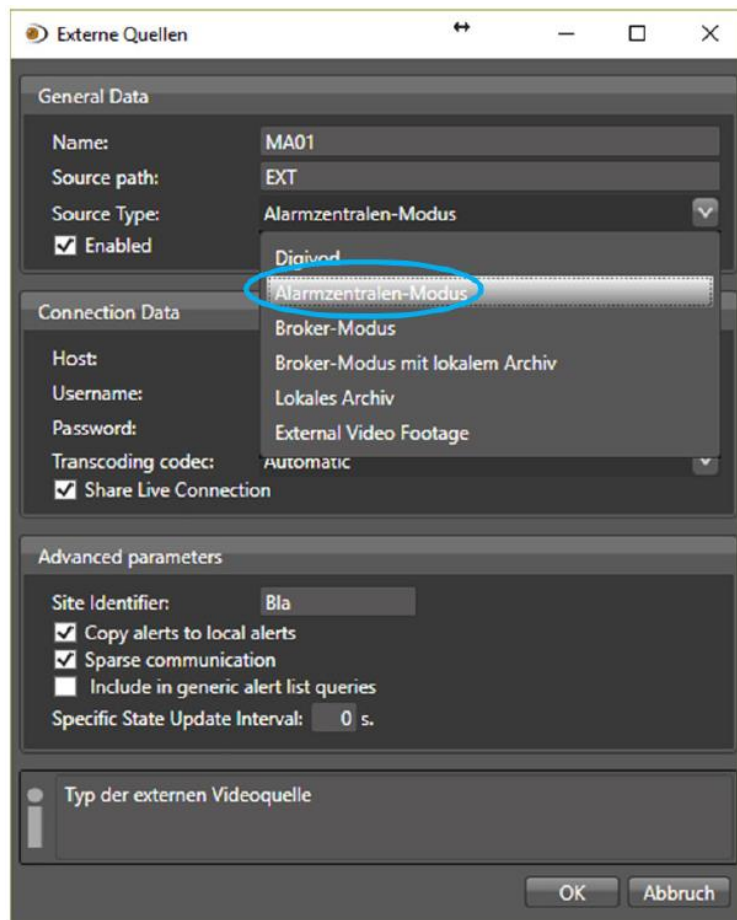 Externe Quellen
General Data
Name: MA01
Source path: EXT
Source Type: Alarmzentralen-Modus
Enabled
Digivod
Alarmzentralen-Modus
Connection Data
Broker-Modus
Host:
Broker-Modus mit lokalem Archiv
Username:
Lokales Archiv
Password:
External Video Footage
Transcoding codec: Automatic
Share Live Connection
Advanced parameters
Site Identifier: Bla
Copy alerts to local alerts
Sparse communication
Include in generic alert list queries
Specific State Update Interval: 0 s.
Typ der externen Videoquelle
OK Abbruch